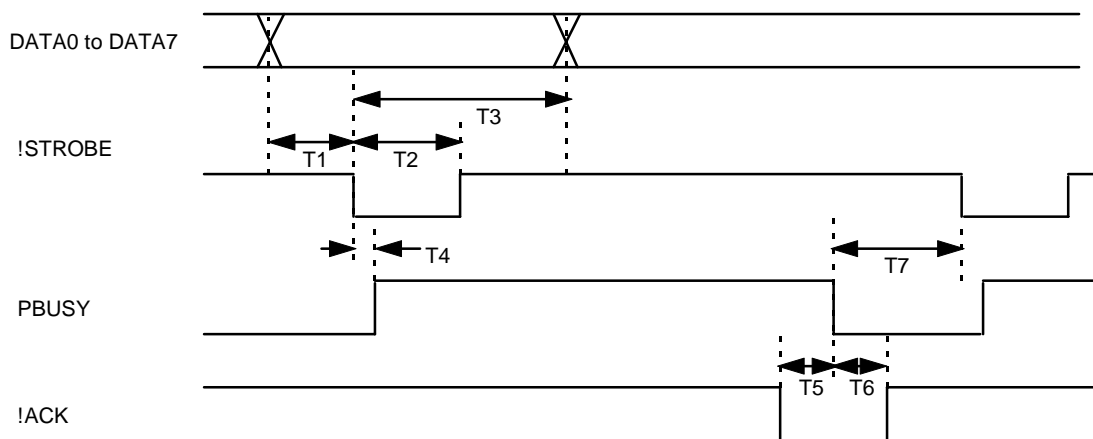 DATA0 to DATA7
T3
!STROBE
T1
T2
T4
T7
PBUSY
T5
T6
!ACK